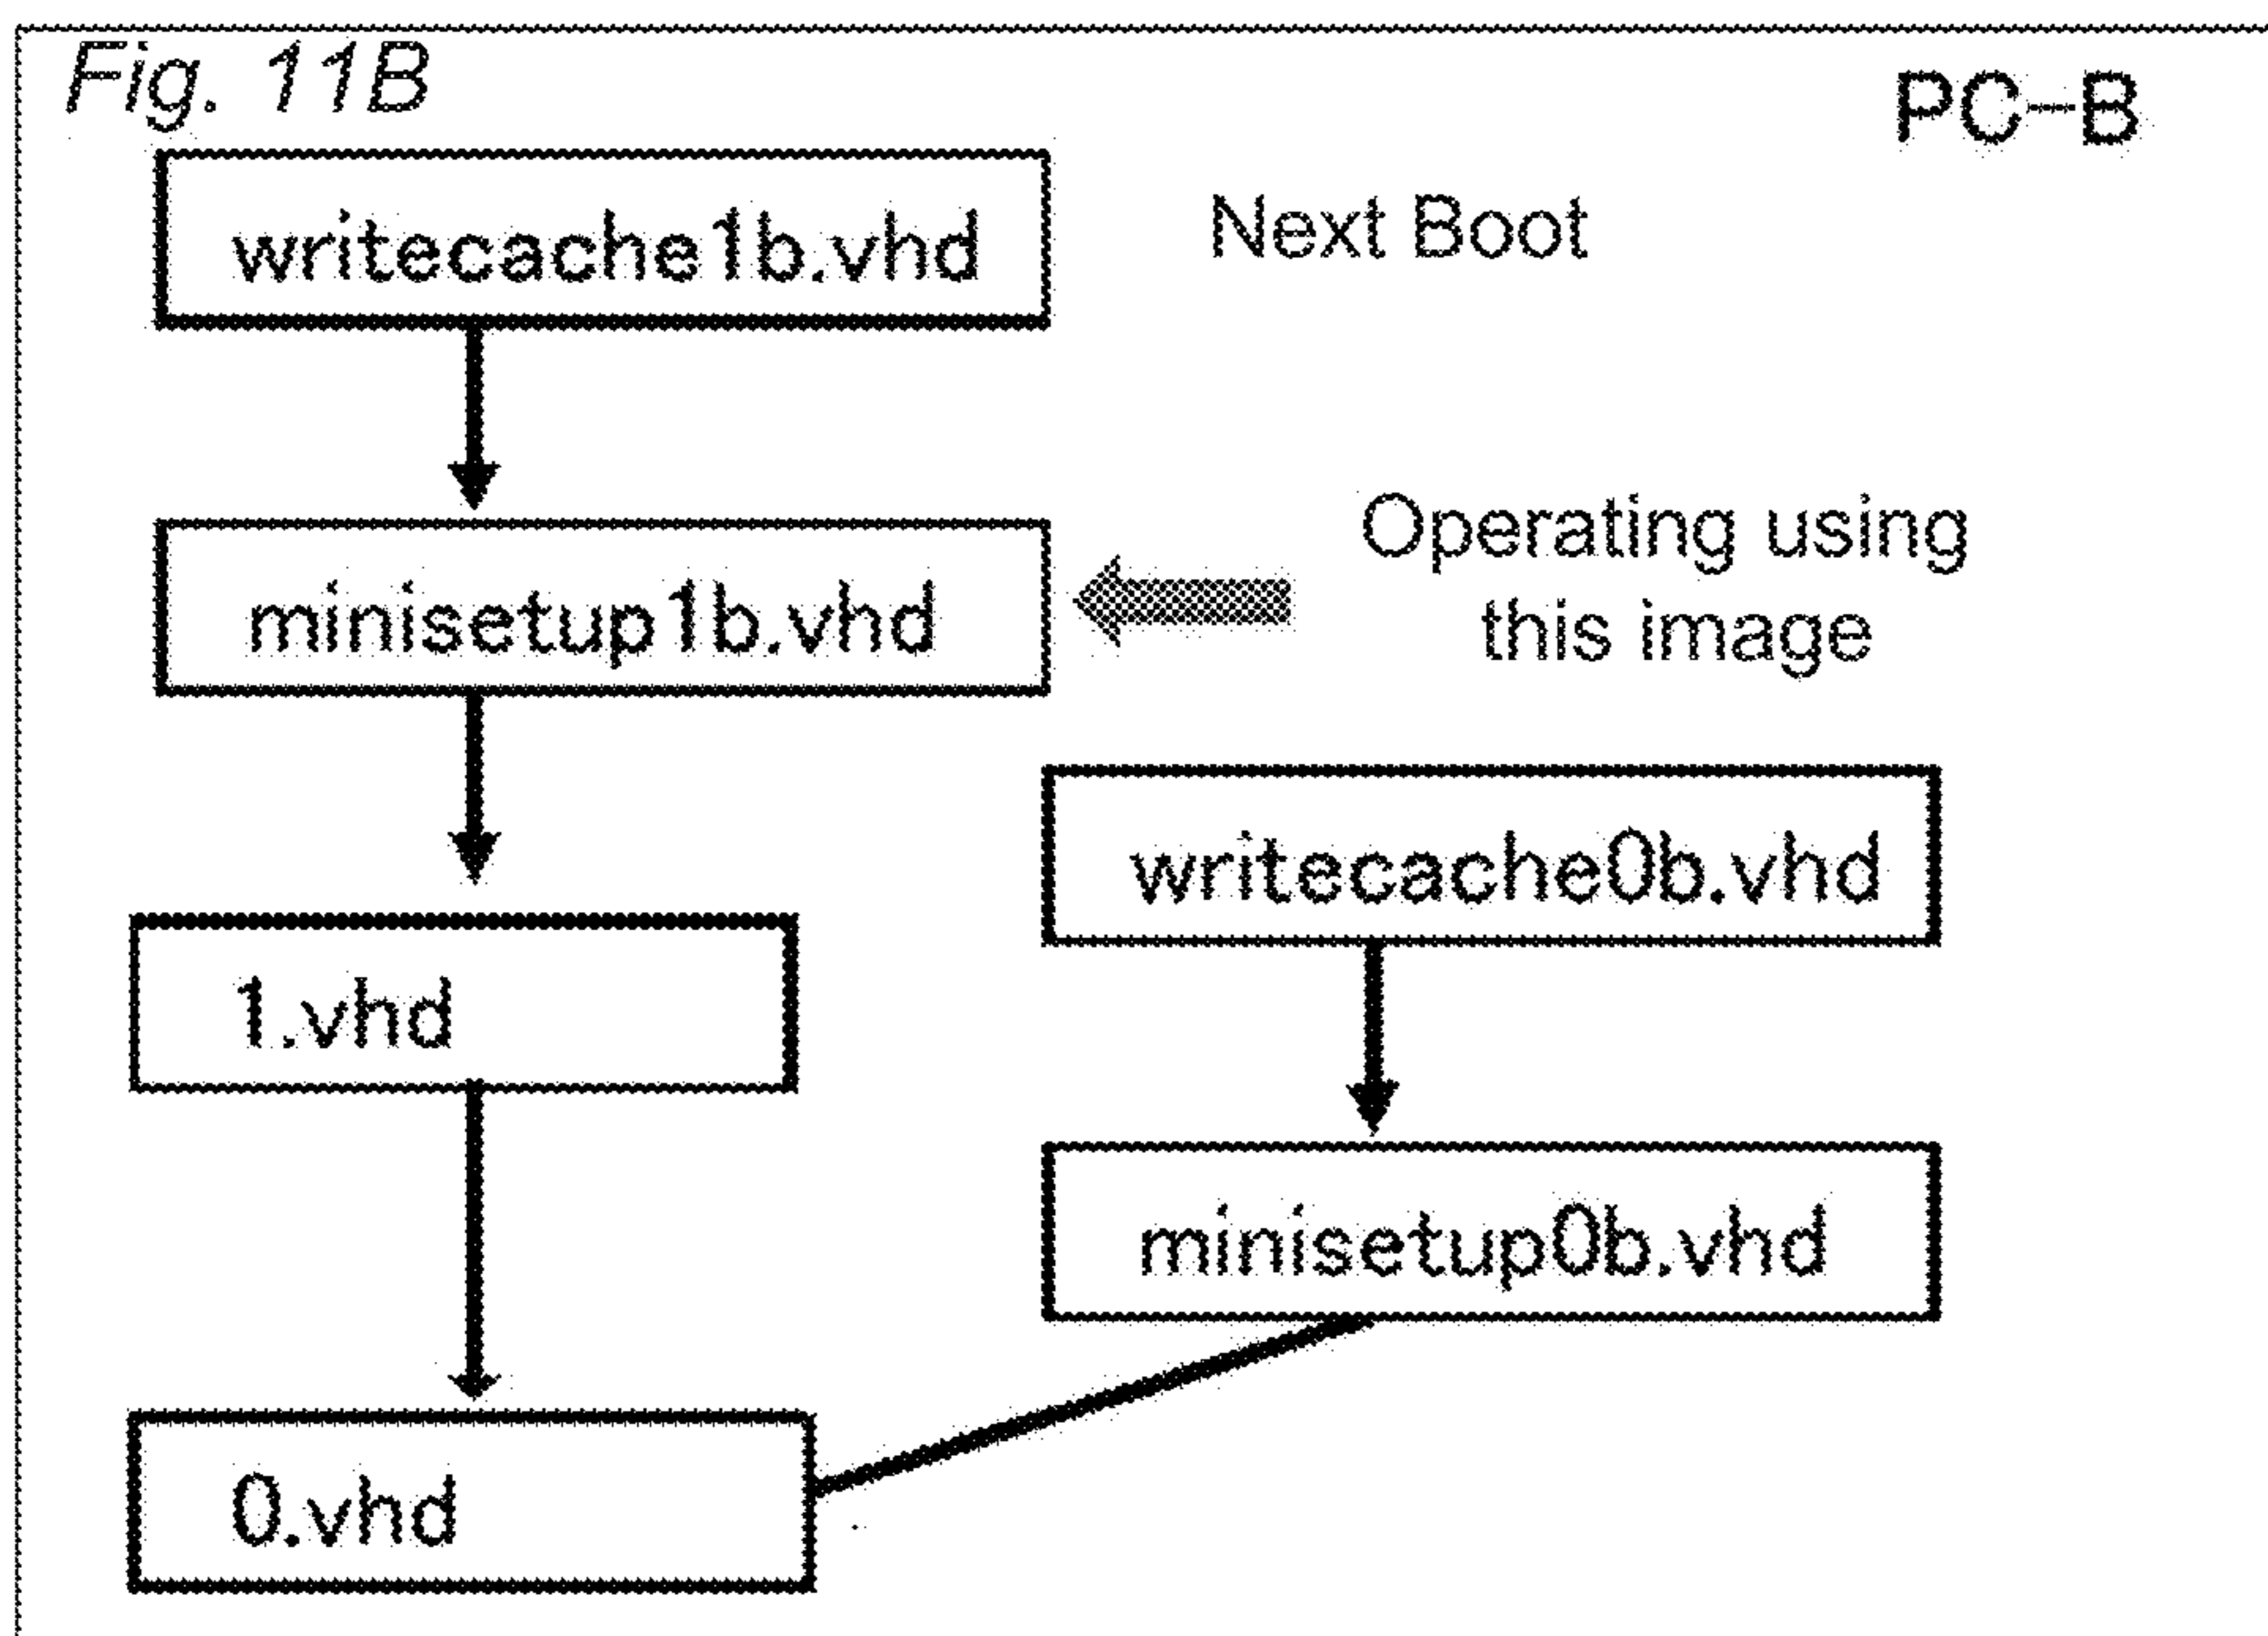 Fig. 11B
PC-B
writecache1b.vhd
Next Boot
minisetup1b.vhd
Operating using
this image
writecache0b.vhd
1.vhd
minisetup0b.vhd
0.vhd